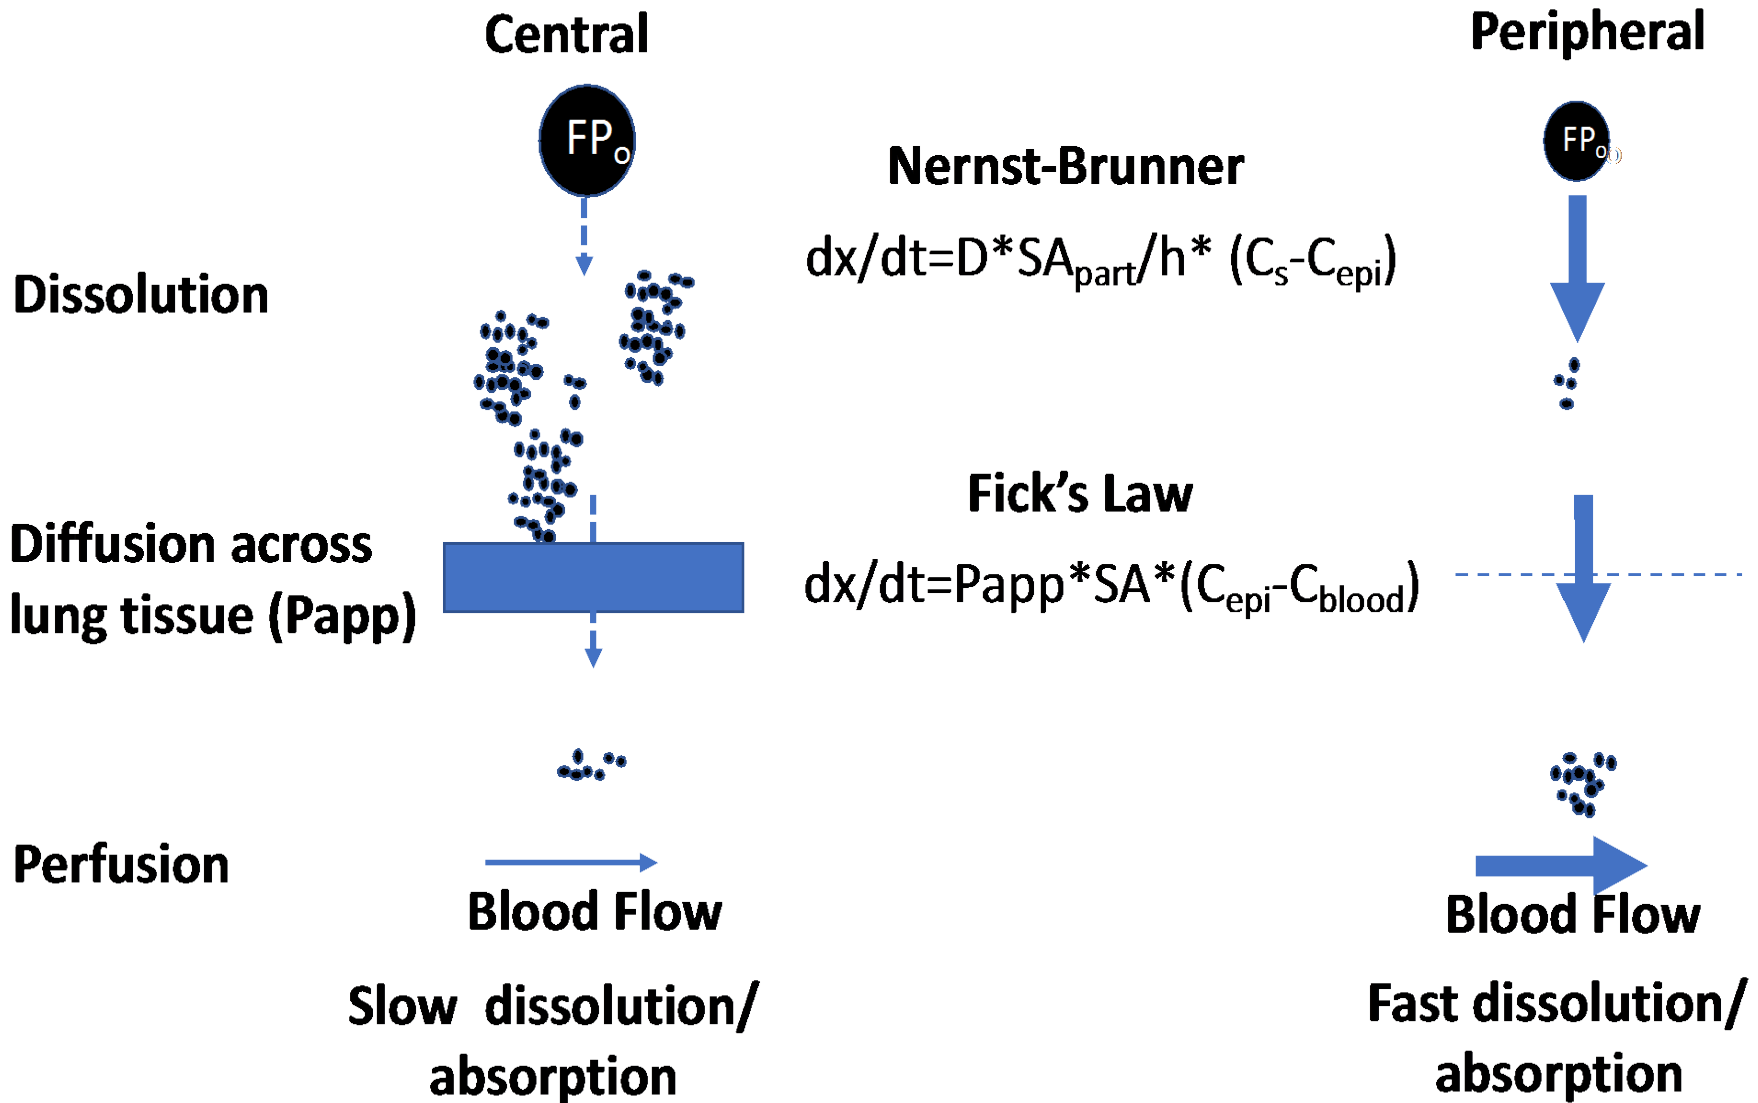 Central
Peripheral
FPo
FPo
Nernst-Brunner
dx/dt=D*SApart/h* (Cs-Cepi)
Dissolution
Fick’s Law
Diffusion across
lung tissue (Papp)
dx/dt=Papp*SA*(Cepi-Cblood)
Perfusion
Blood Flow
Blood Flow
Slow dissolution/
absorption
Fast dissolution/
absorption